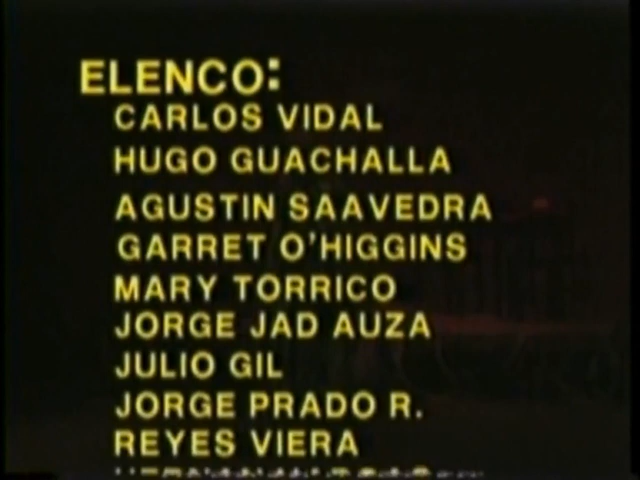 ELENCO:
CARLOS VIDAL
HUGO GUACHALLA
AGUSTIN SAAVEDRA
GARRET O'HIGGINS
MARY TORRICO
JORGE JAD AUZA
JULIO GIL
JORGE PRADO R.
REYES VIERA